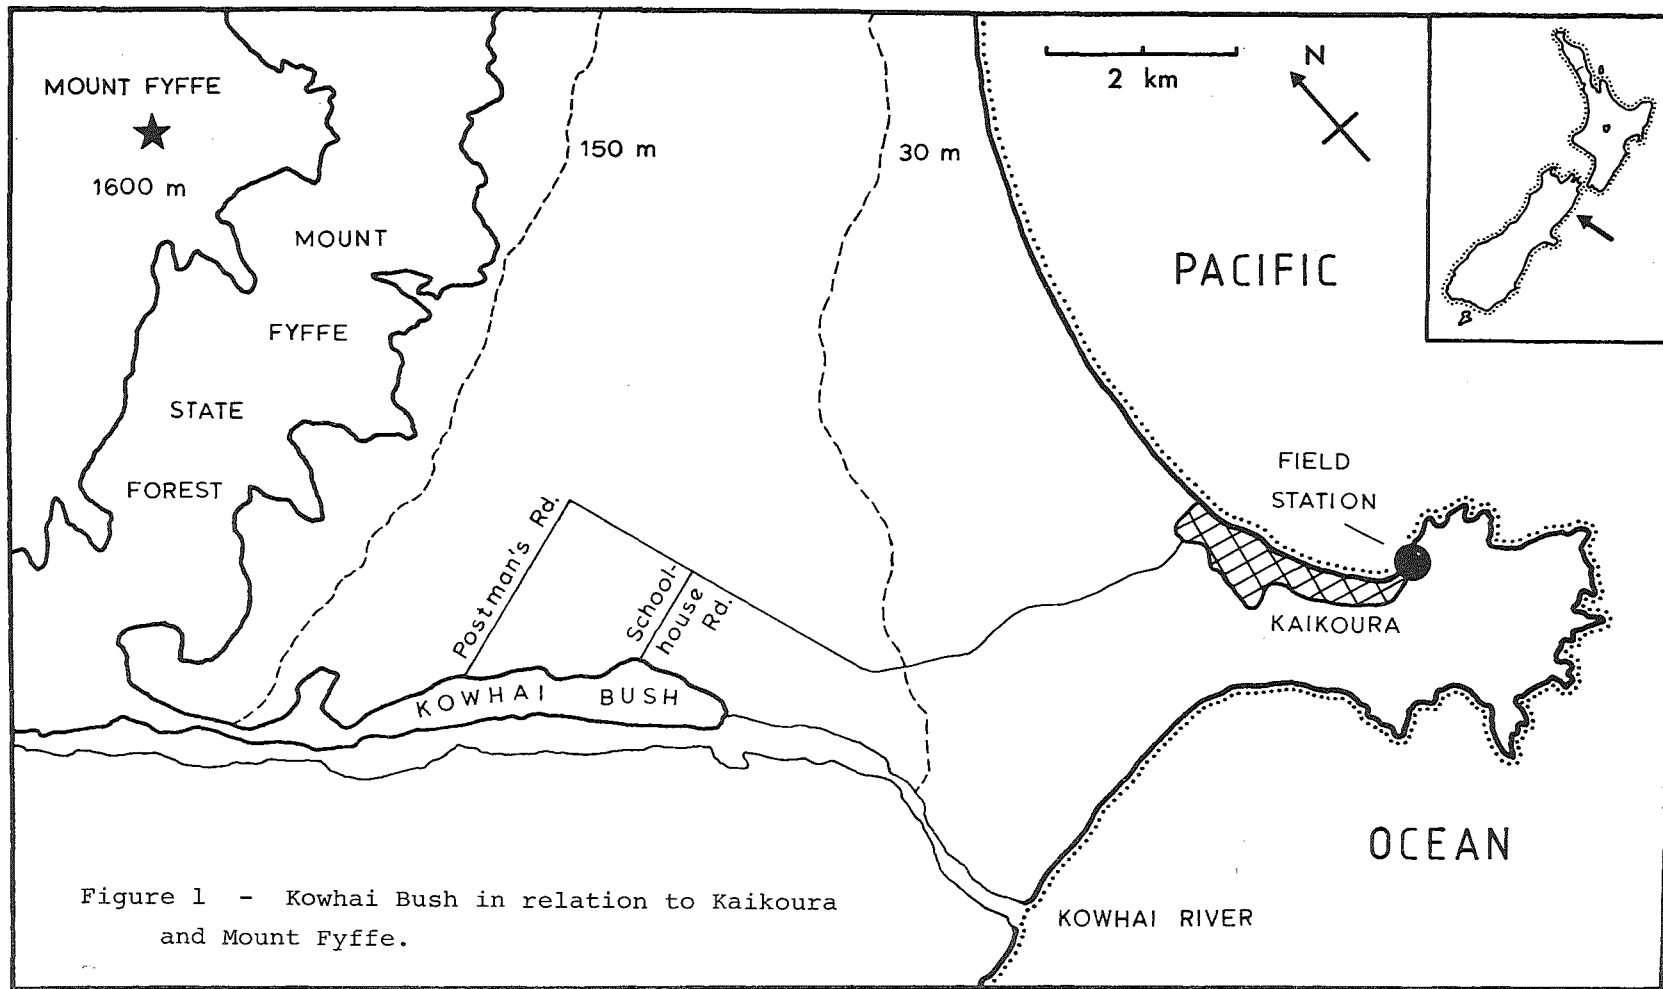 MOUNT FYFFE
1600 m
MOUNT
FYFFE
STATE
FOREST
150 m
30 m
2 km
N
PACIFIC
FIELD
STATION
KAIKOURA
Postman's Rd.
School-
house
Rd.
KOWHAI BUSH
OCEAN
KOWHAI RIVER
Figure 1 - Kowhai Bush in relation to Kaikoura
and Mount Fyffe.